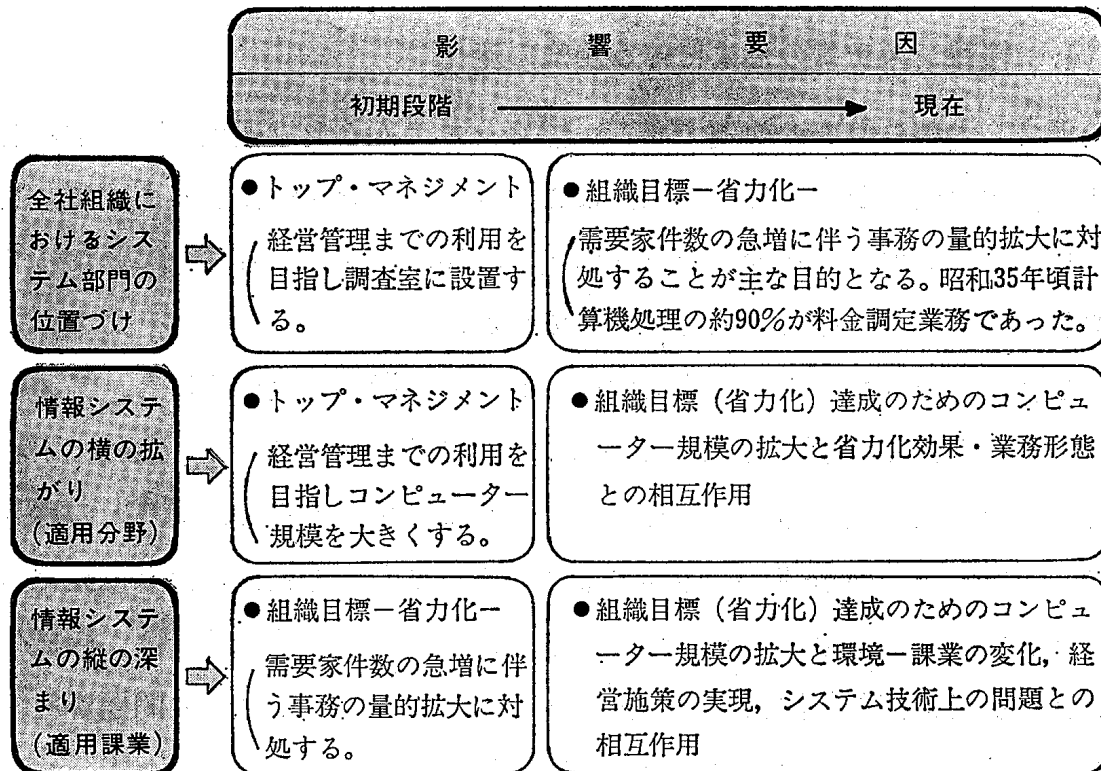 影響要因
初期段階 現在
全社組織に
おけるシス
テム部門の
位置づけ
●トップ・マネジメント
経営管理までの利用を
目指し調査室に設置す
る。
●組織目標－省力化－
需要家件数の急増に伴う事務の量的拡大に対
処することが主な目的となる。昭和35年頃計
算機処理の約90％が料金調定業務であった。
情報システ
ムの横の拡
がり
(適用分野)
●トップ・マネジメント
経営管理までの利用を
目指しコンピューター
規模を大きくする。
●組織目標（省力化）達成のためのコンピュ
ーター規模の拡大と省力化効果・業務形態
との相互作用
情報システ
ムの縦の深
まり
(適用課業)
●組織目標－省力化－
需要家件数の急増に伴
う事務の量的拡大に対
処する。
●組織目標（省力化）達成のためのコンピュ
ーター規模の拡大と環境－課業の変化，経
営施策の実現，システム技術上の問題との
相互作用